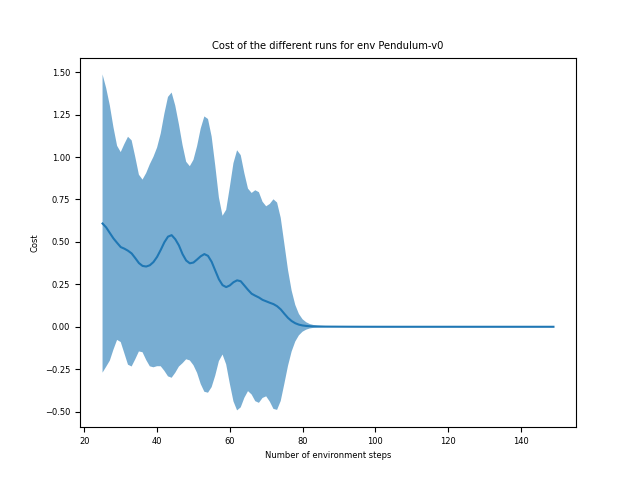 Cost of the different runs for env Pendulum-v0
1.50
1.25
1.00
0.75
0.50
0.25
0.00
−0.25
−0.50
Cost
20 40 60 80 100 120 140
Number of environment steps